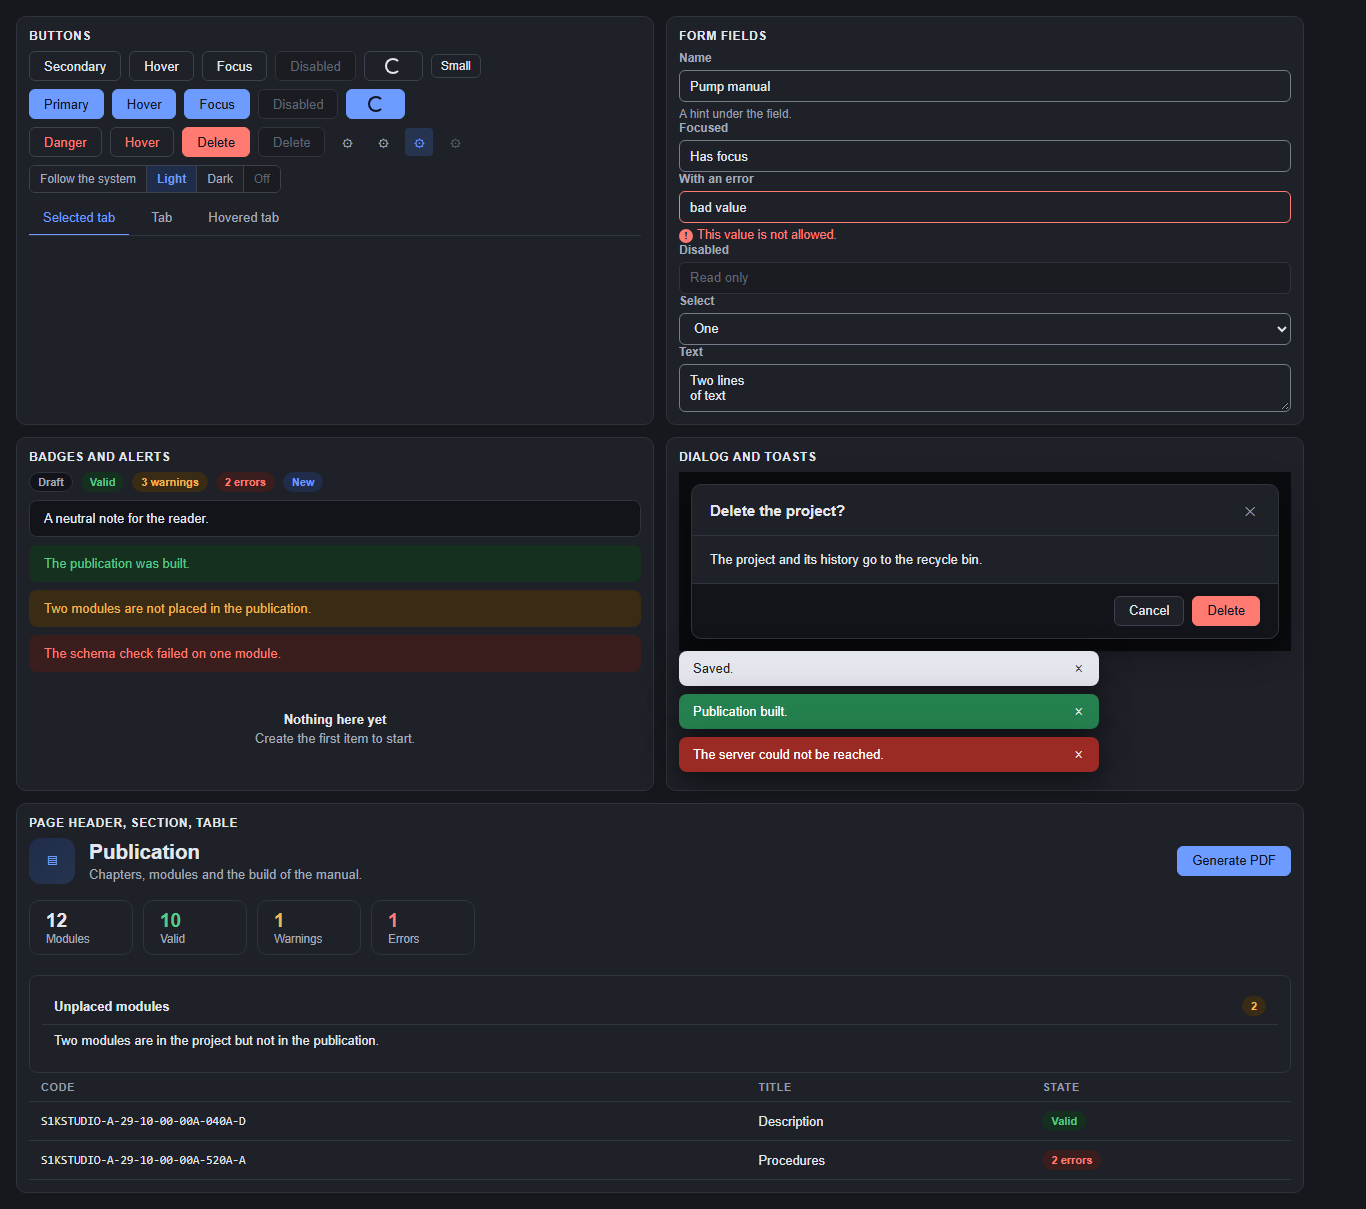 BUTTONS
Secondary Hover Focus Disabled Small
Primary Hover Focus Disabled
Danger Hover Delete Delete
Follow the system Light Dark Off
Selected tab Tab Hovered tab
FORM FIELDS
Name
Pump manual
A hint under the field.
Focused
Has focus
With an error
bad value
! This value is not allowed.
Disabled
Read only
Select
One
Text
Two lines
of text
BADGES AND ALERTS
Draft Valid 3 warnings 2 errors New
A neutral note for the reader.
The publication was built.
Two modules are not placed in the publication.
The schema check failed on one module.
Nothing here yet
Create the first item to start.
DIALOG AND TOASTS
Delete the project?
The project and its history go to the recycle bin.
Cancel Delete
Saved. ×
Publication built. ×
The server could not be reached. ×
PAGE HEADER, SECTION, TABLE
Publication
Chapters, modules and the build of the manual.
Generate PDF
12 10 1 1
Modules Valid Warnings Errors
Unplaced modules 2
Two modules are in the project but not in the publication.
CODE TITLE STATE
S1KSTUDIO-A-29-10-00-00A-040A-D Description Valid
S1KSTUDIO-A-29-10-00-00A-520A-A Procedures 2 errors